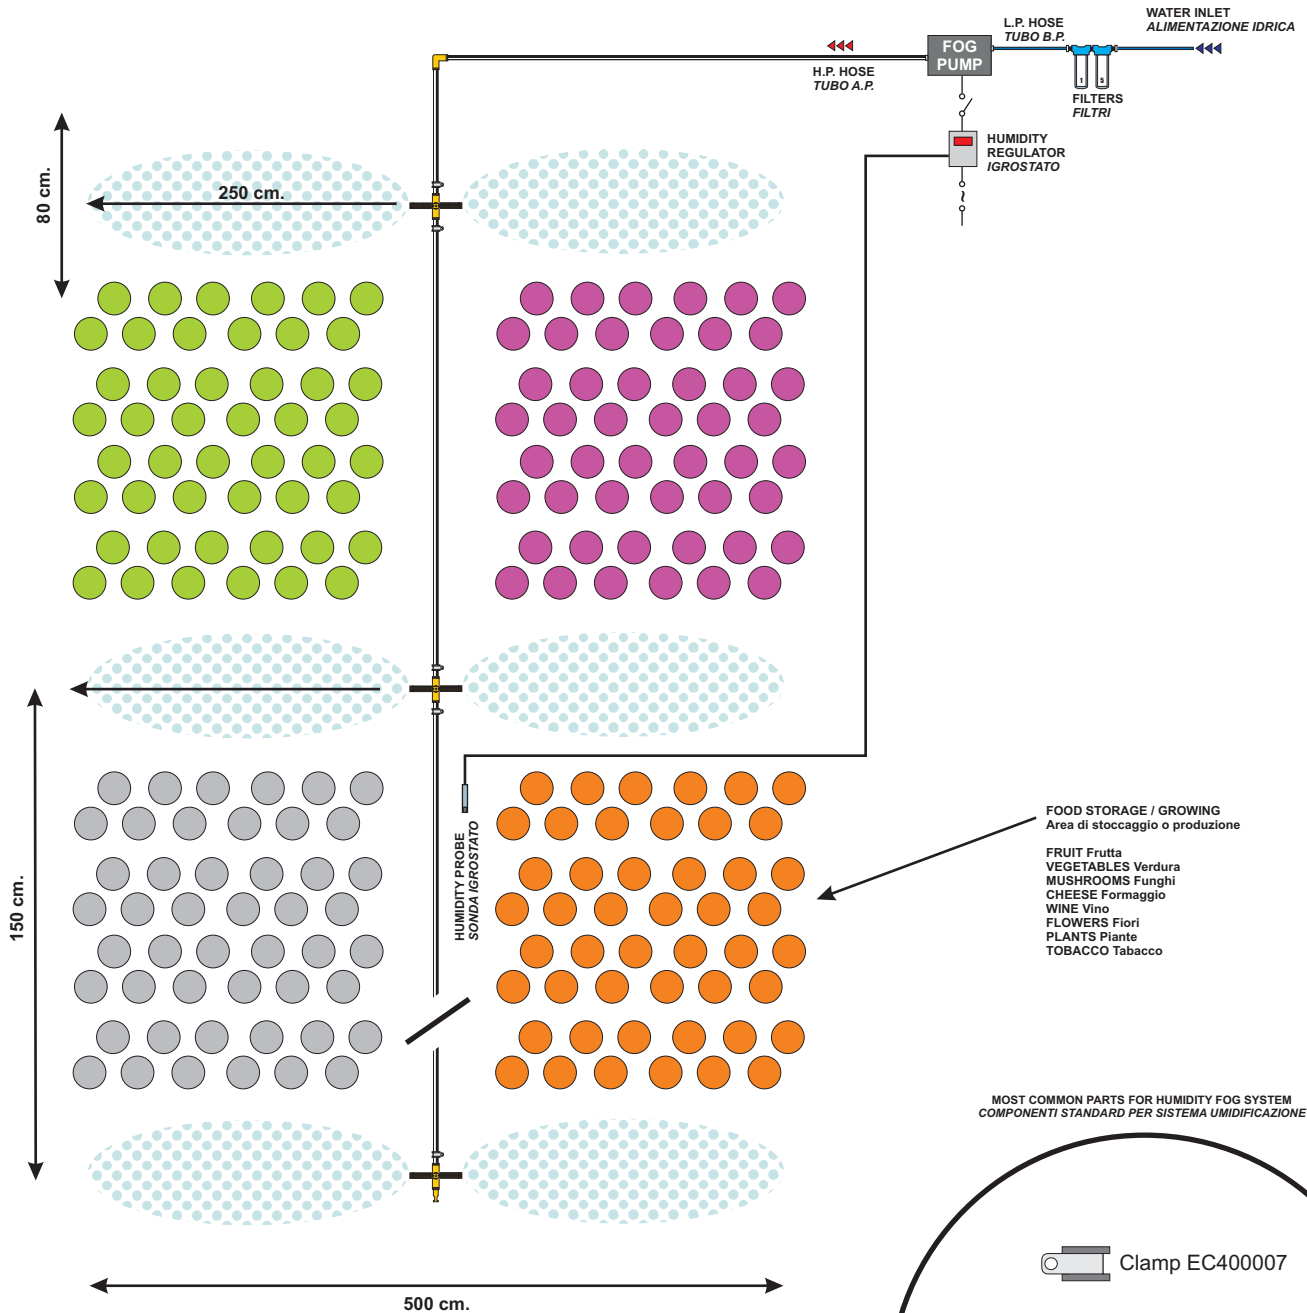 WATER INLET
ALIMENTAZIONE IDRICA
L.P. HOSE
TUBO B.P.
FOG
PUMP
H.P. HOSE
TUBO A.P.
1
5
FILTERS
FILTRI
HUMIDITY
REGULATOR
IGROSTATO
80 cm.
250 cm.
150 cm.
HUMIDITY PROBE
SONDA IGROSTATO
FOOD STORAGE / GROWING
Area di stoccaggio o produzione
FRUIT Frutta
VEGETABLES Verdura
MUSHROOMS Funghi
CHEESE Formaggio
WINE Vino
FLOWERS Fiori
PLANTS Piante
TOBACCO Tabacco
MOST COMMON PARTS FOR HUMIDITY FOG SYSTEM
COMPONENTI STANDARD PER SISTEMA UMIDIFICAZIONE
Clamp EC400007
500 cm.